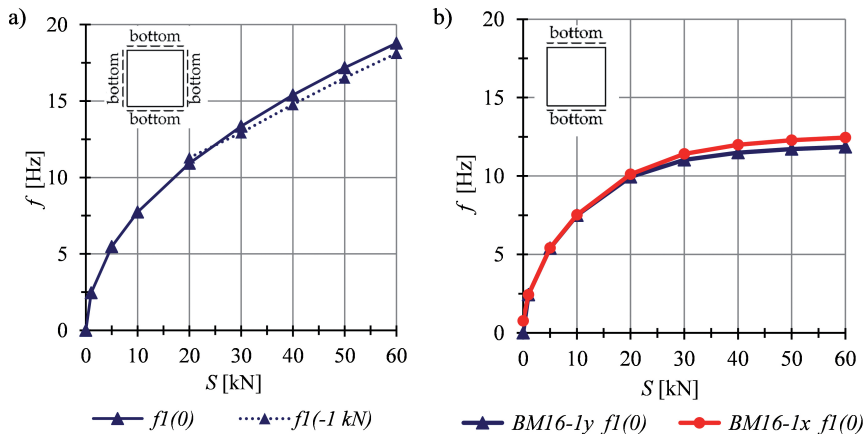 a)
bottom
bottom
bottom
bottom
f [Hz]
20
15
10
5
0
0 10 20 30 40 50 60
S [kN]
f1(0) f1(-1 kN)
b)
bottom
bottom
f [Hz]
20
15
10
5
0
0 10 20 30 40 50 60
S [kN]
BM16-1y f1(0) BM16-1x f1(0)